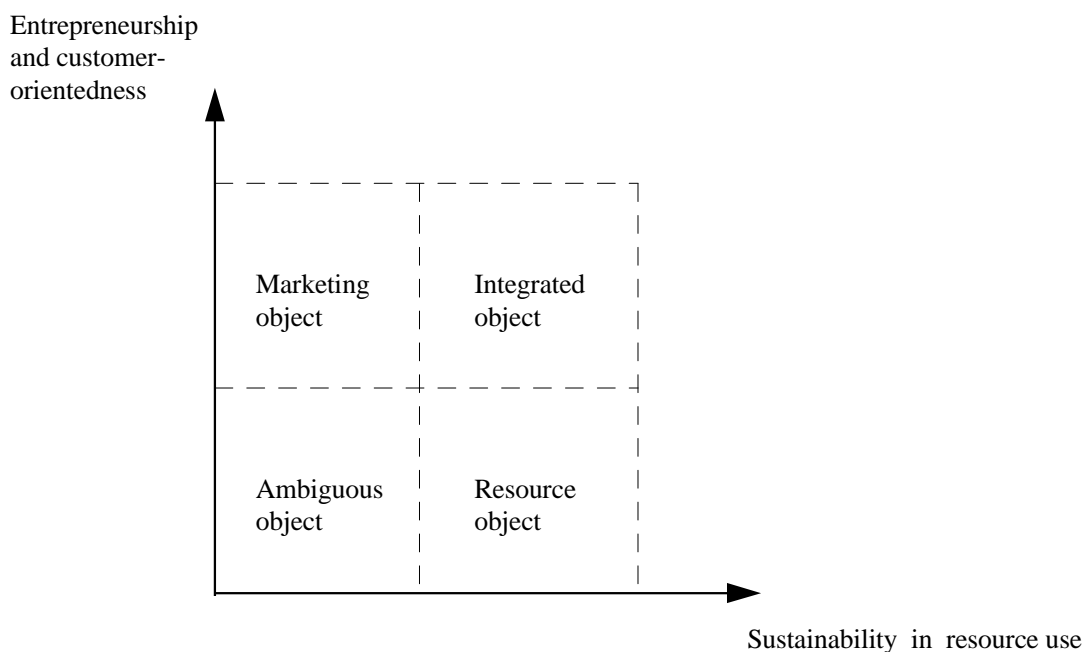 Entrepreneurship
and customer-
orientedness
Marketing
object
Integrated
object
Ambiguous
object
Resource
object
Sustainability in resource use